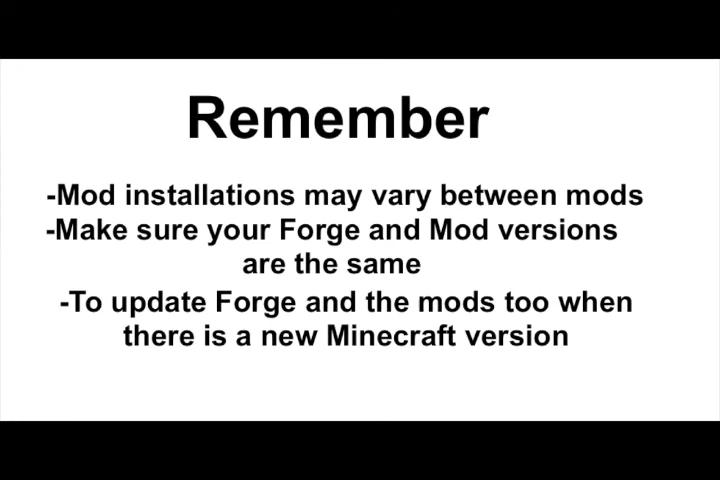 Remember
-Mod installations may vary between mods
-Make sure your Forge and Mod versions
are the same
-To update Forge and the mods too when
there is a new Minecraft version